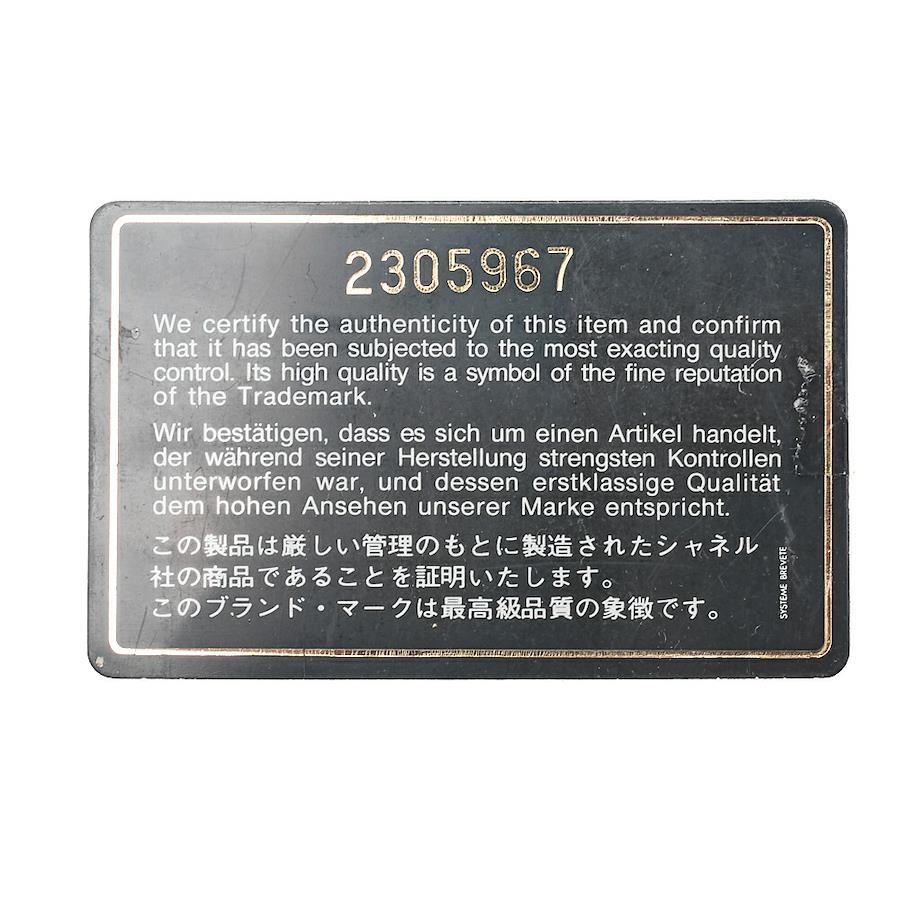 2305967
We certify the authenticity of this item and confirm
that it has been subjected to the most exacting quality
control. Its high quality is a symbol of the fine reputation
of the Trademark.
Wir bestätigen, dass es sich um einen Artikel handelt,
der während seiner Herstellung strengsten Kontrollen
unterworfen war, und dessen erstklassige Qualität
dem hohen Ansehen unserer Marke entspricht.
この製品は厳しい管理のもとに製造されたシャネル
社の商品であることを証明いたします。
このブランド・マークは最高級品質の象徴です。
SYSTEME BREVETE